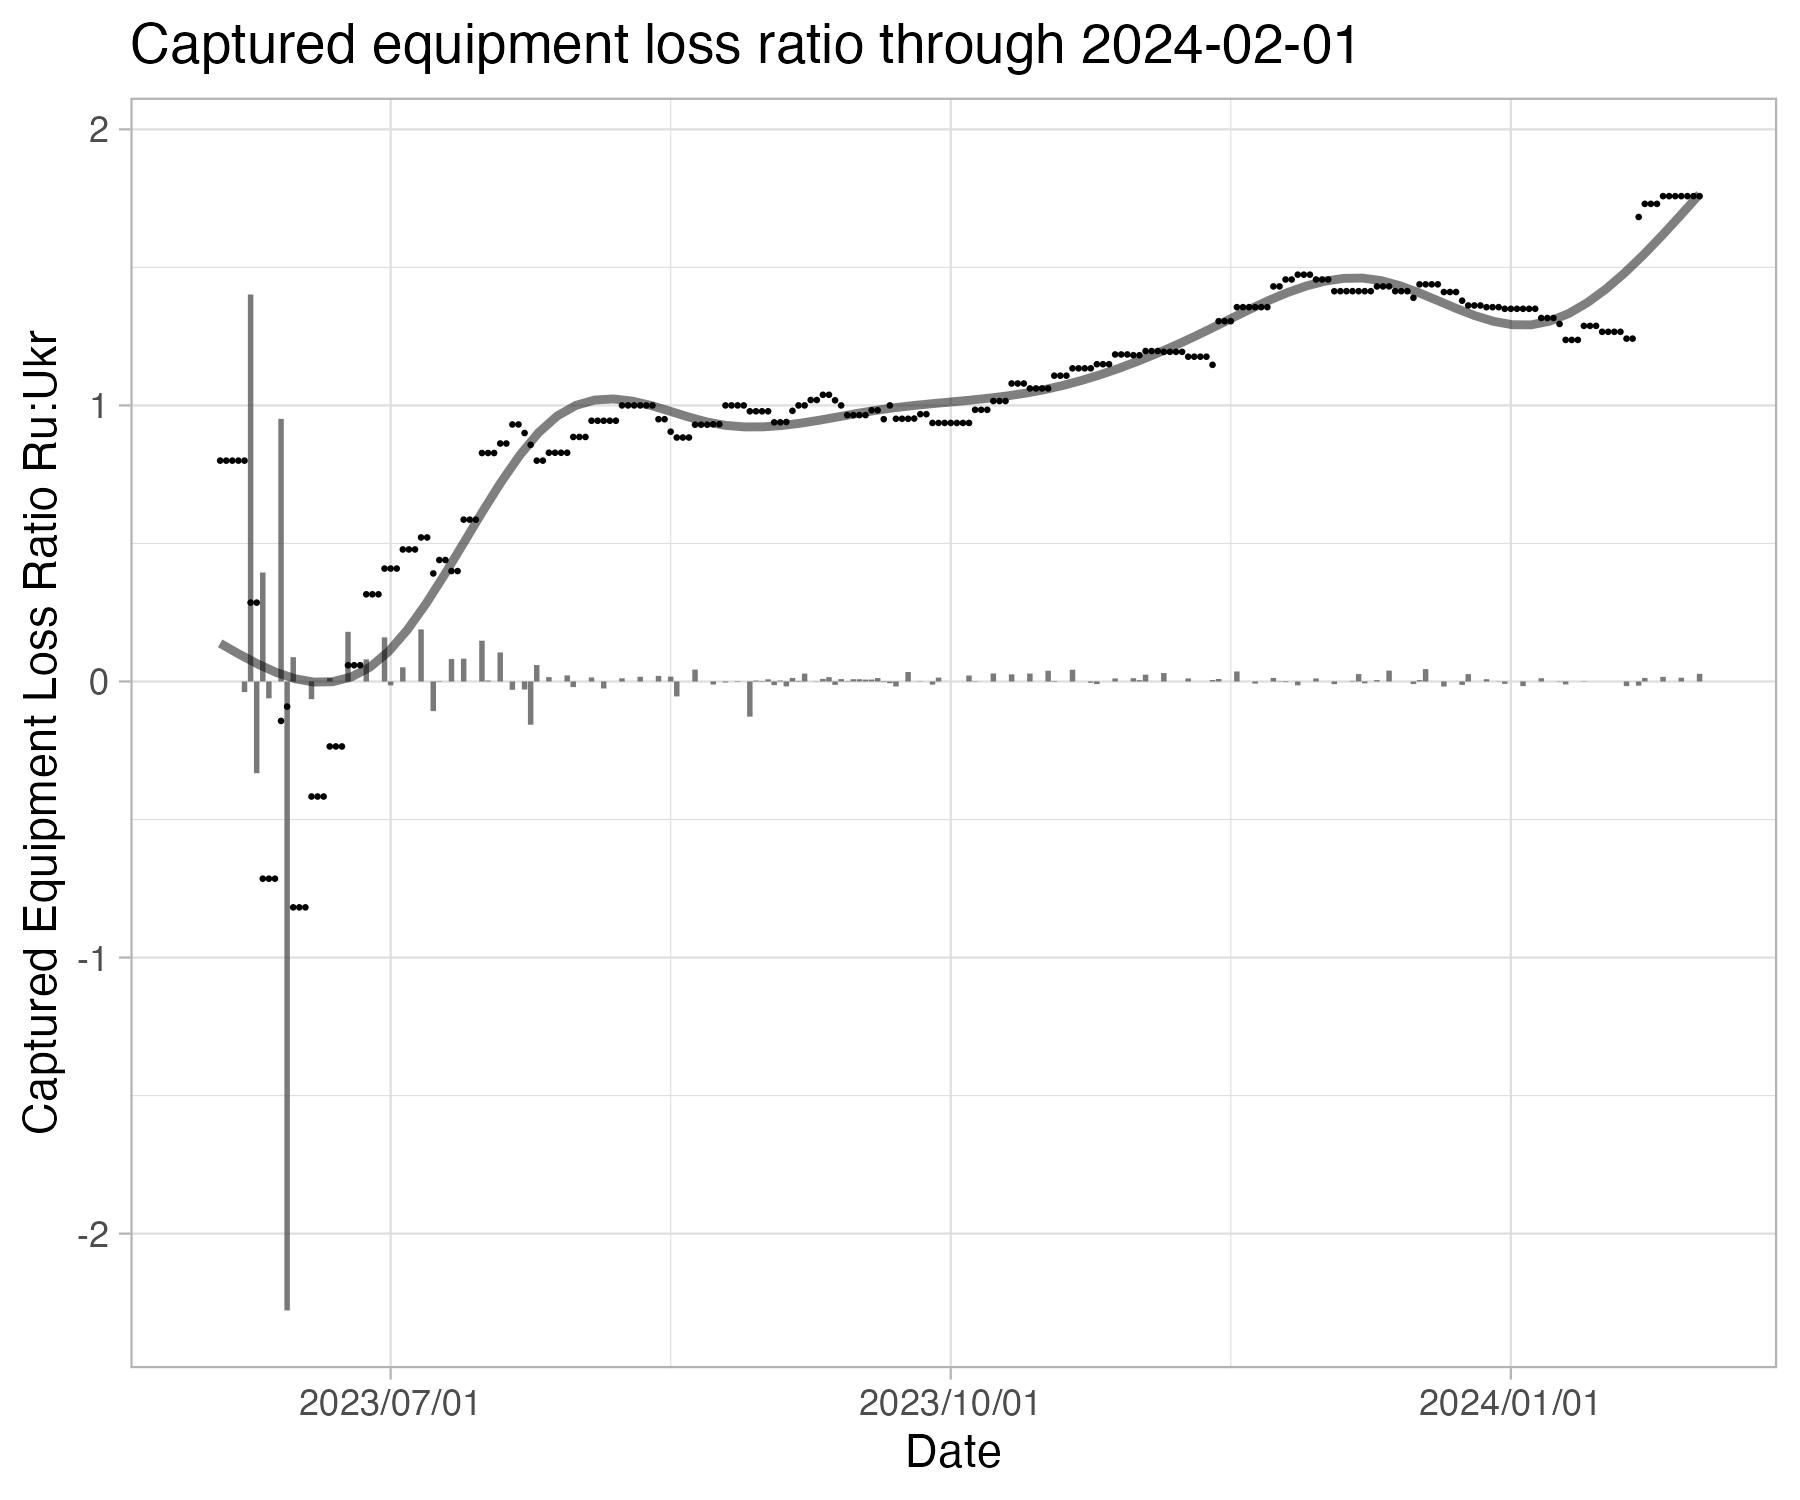 Captured equipment loss ratio through 2024-02-01
Captured Equipment Loss Ratio Ru:Ukr
2
1
0
-1
-2
2023/07/01
2023/10/01
2024/01/01
Date